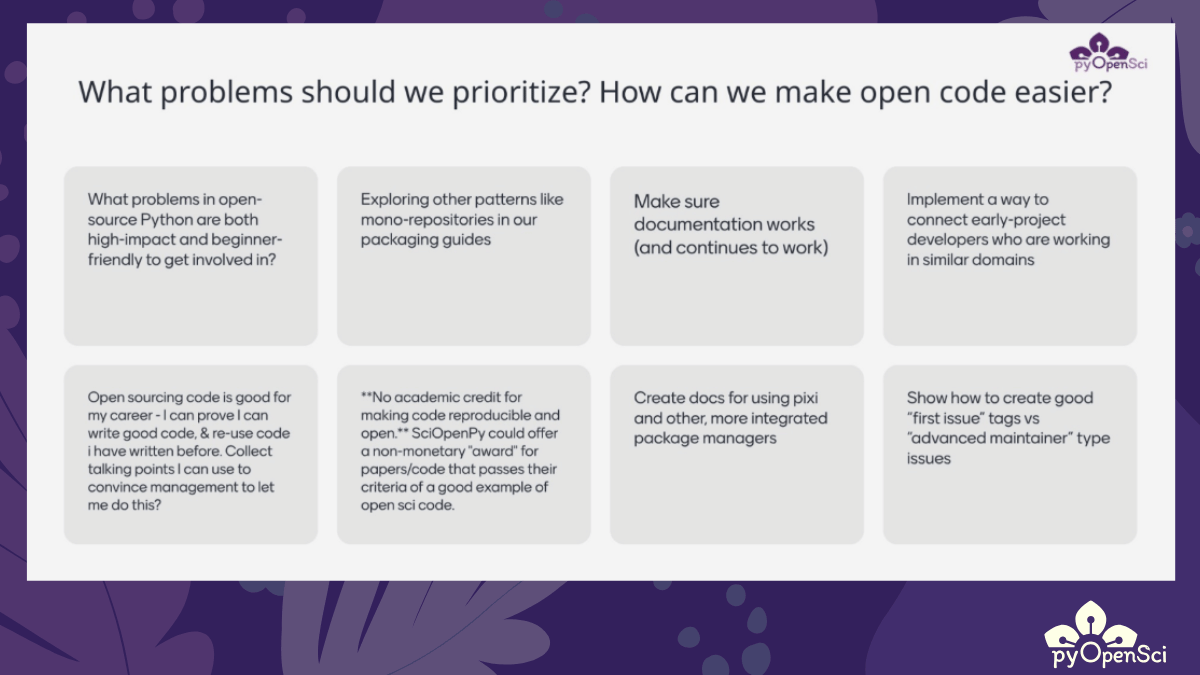 pyOpenSci
What problems should we prioritize? How can we make open code easier?
What problems in open-
source Python are both
high-impact and beginner-
friendly to get involved in?
Exploring other patterns like
mono-repositories in our
packaging guides
Make sure
documentation works
(and continues to work)
Implement a way to
connect early-project
developers who are working
in similar domains
Open sourcing code is good for
my career - I can prove I can
write good code, & re-use code
i have written before. Collect
talking points I can use to
convince management to let
me do this?
**No academic credit for
making code reproducible and
open.** SciOpenPy could offer
a non-monetary "award" for
papers/code that passes their
criteria of a good example of
open sci code.
Create docs for using pixi
and other, more integrated
package managers
Show how to create good
"first issue" tags vs
"advanced maintainer" type
issues
pyOpenSci